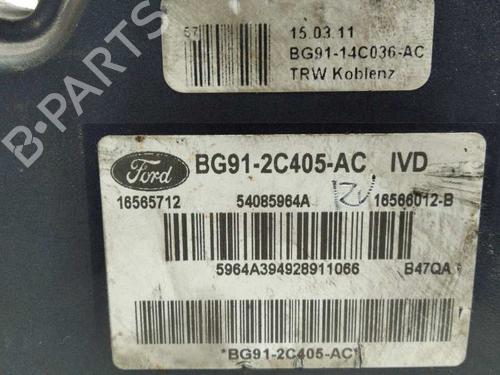 57
15.03.11
BG91-14C036-AC
TRW Koblenz
Ford BG91-2C405-AC IVD
16565712 54085964A 16566012-B
5964A394928911066 B47QA
*BG91-2C405-AC*
B-PARTS